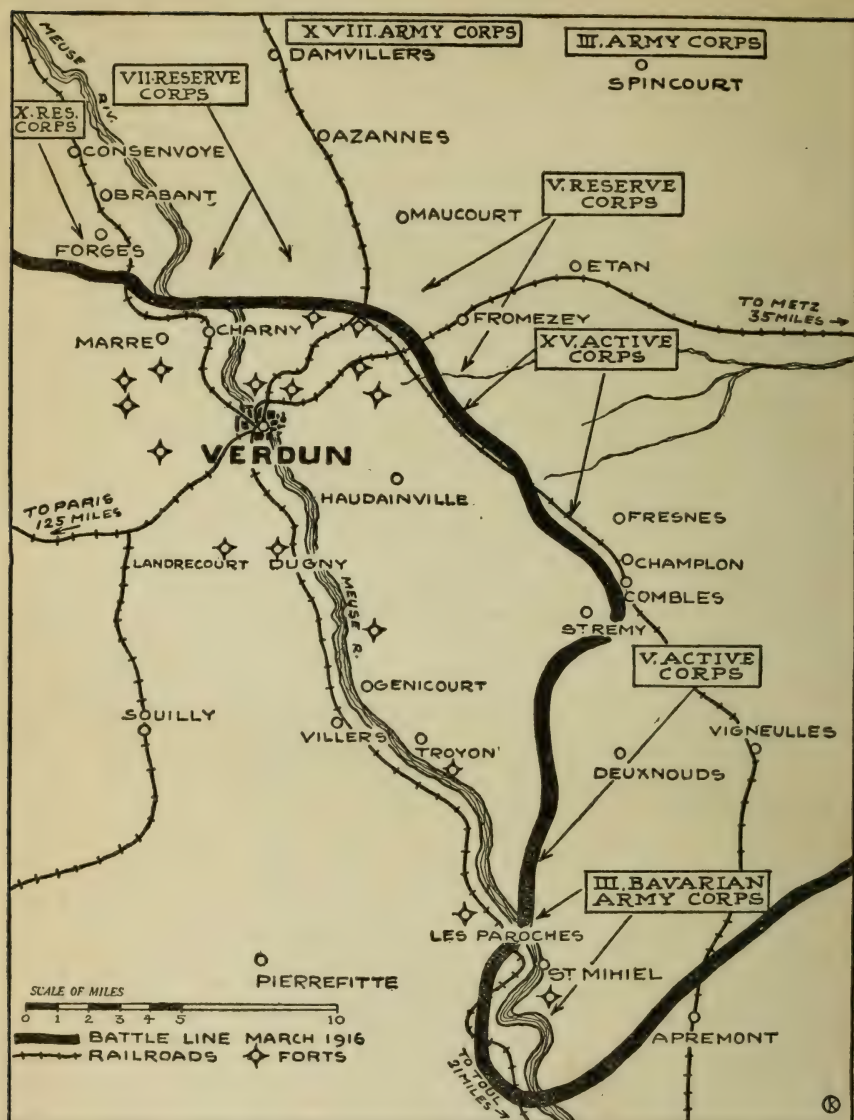 XVIII. ARMY CORPS
III. ARMY CORPS
DAMVILLERS
SPINCOURT
MEUSE
RIV.
VII. RESERVE
CORPS
X. RES.
CORPS
AZANNES
CONSENVOYE
BRABANT
V. RESERVE
CORPS
MAUCOURT
FORGES
ETAN
TO METZ
35 MILES
FROMEZEY
CHARNY
MARRE
XV. ACTIVE
CORPS
VERDUN
HAUDAINVILLE
TO PARIS
125 MILES
FRESNES
LANDRECOURT
DUGNY
CHAMPLON
COMBLES
MEUSE R.
ST. REMY
V. ACTIVE
CORPS
GENICOURT
SOUILLY
VILLERS
TROYON
VIGNEULLES
DEUXNOUDS
III. BAVARIAN
ARMY CORPS
LES PAROCHES
ST. MIHIEL
PIERREFITTE
APREMONT
SCALE OF MILES
0 1 2 3 4 5 10
BATTLE LINE MARCH 1916
RAILROADS FORTS
TO TOUL
21 MILES
K